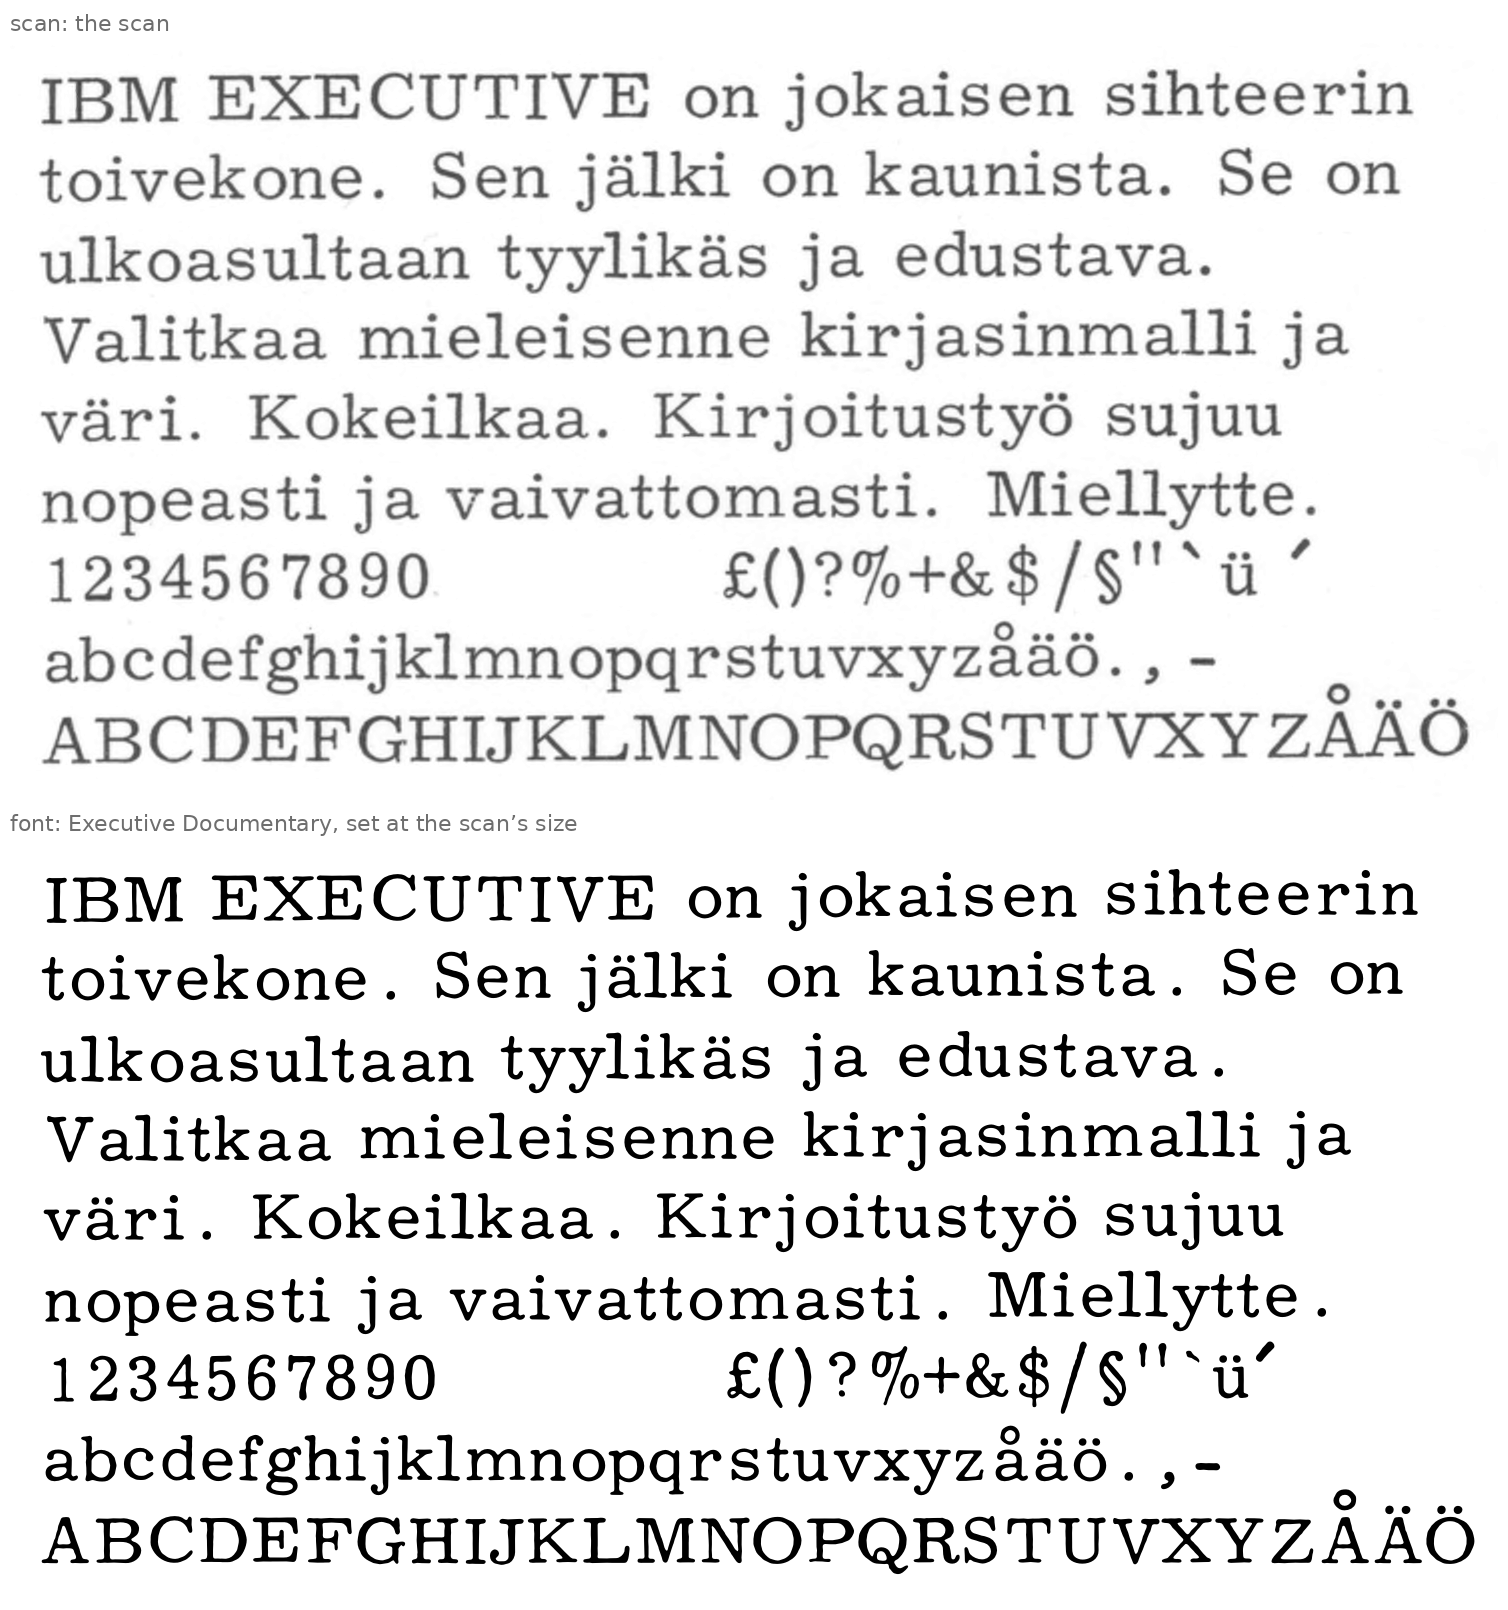 scan: the scan
IBM EXECUTIVE on jokaisen sihteerin
toivekone. Sen jälki on kaunista. Se on
ulkoasultaan tyylikäs ja edustava.
Valitkaa mieleisenne kirjasinmalli ja
väri. Kokeilkaa. Kirjoitustyö sujuu
nopeasti ja vaivattomasti. Miellytte.
1234567890 £()?%+&$/§"`ü ´
abcdefghijklmnopqrstuvxyzåäö., -
ABCDEFGHIJKLMNOPQRSTUVXYZÅÄÖ
font: Executive Documentary, set at the scan’s size
IBM EXECUTIVE on jokaisen sihteerin
toivekone. Sen jälki on kaunista. Se on
ulkoasultaan tyylikäs ja edustava.
Valitkaa mieleisenne kirjasinmalli ja
väri. Kokeilkaa. Kirjoitustyö sujuu
nopeasti ja vaivattomasti. Miellytte.
1234567890 £()?%+&$/§"`ü´
abcdefghijklmnopqrstuvxyzåäö.,-
ABCDEFGHIJKLMNOPQRSTUVXYZÅÄÖ